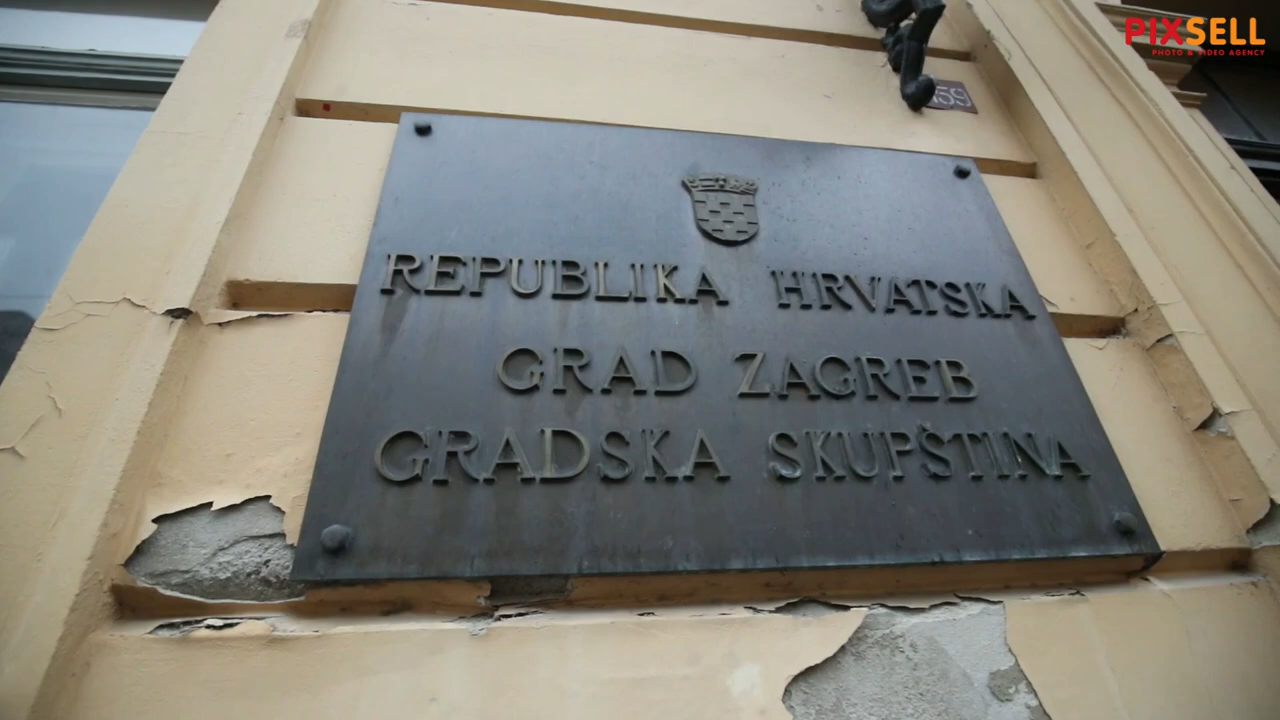 PIXSELL
PHOTO & VIDEO AGENCY
REPUBLIKA HRVATSKA
GRAD ZAGREB
GRADSKA SKUPŠTINA